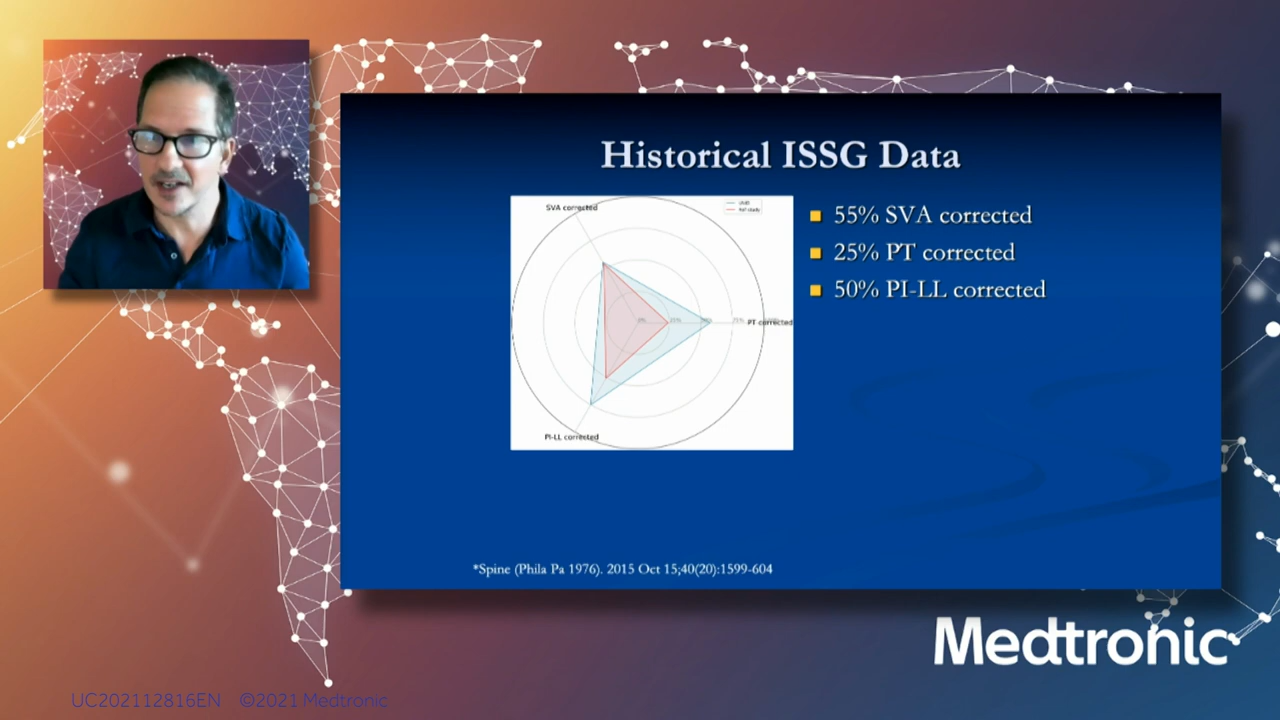 Historical ISSG Data
SVA corrected
PT corrected
PI-LL corrected
55% SVA corrected
25% PT corrected
50% PI-LL corrected
*Spine (Phila Pa 1976). 2015 Oct 15;40(20):1599-604
Medtronic
UC202112816EN ©2021 Medtronic